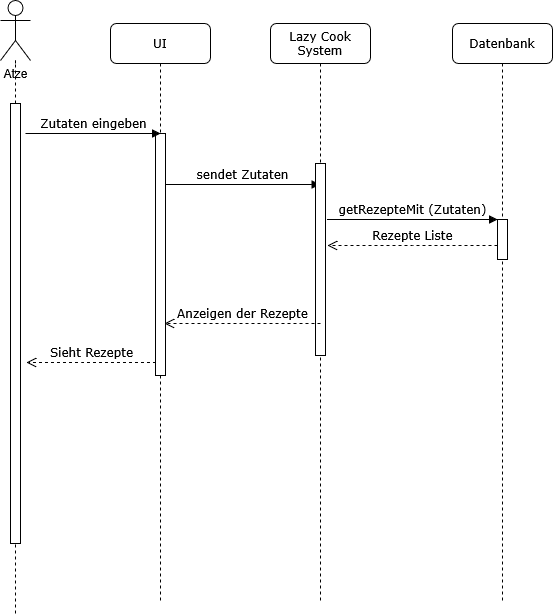 UI
Lazy Cook
System
Datenbank
Atze
Zutaten eingeben
sendet Zutaten
getRezepteMit (Zutaten)
Rezepte Liste
Anzeigen der Rezepte
Sieht Rezepte